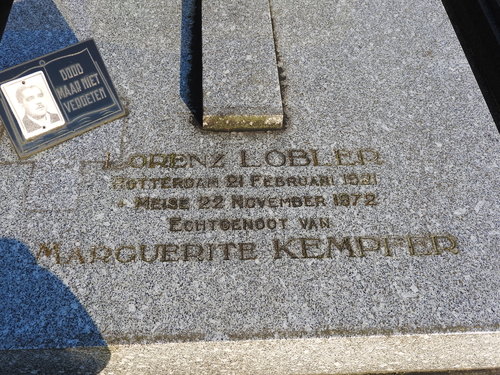 DOOD
MAAR NIET
VERGETEN
LORENZ LOBLER
ROTTERDAM 21 FEBRUARI 1931
+ MEISE 22 NOVEMBER 1972
ECHTGENOOT VAN
MARGUERITE KEMPFER